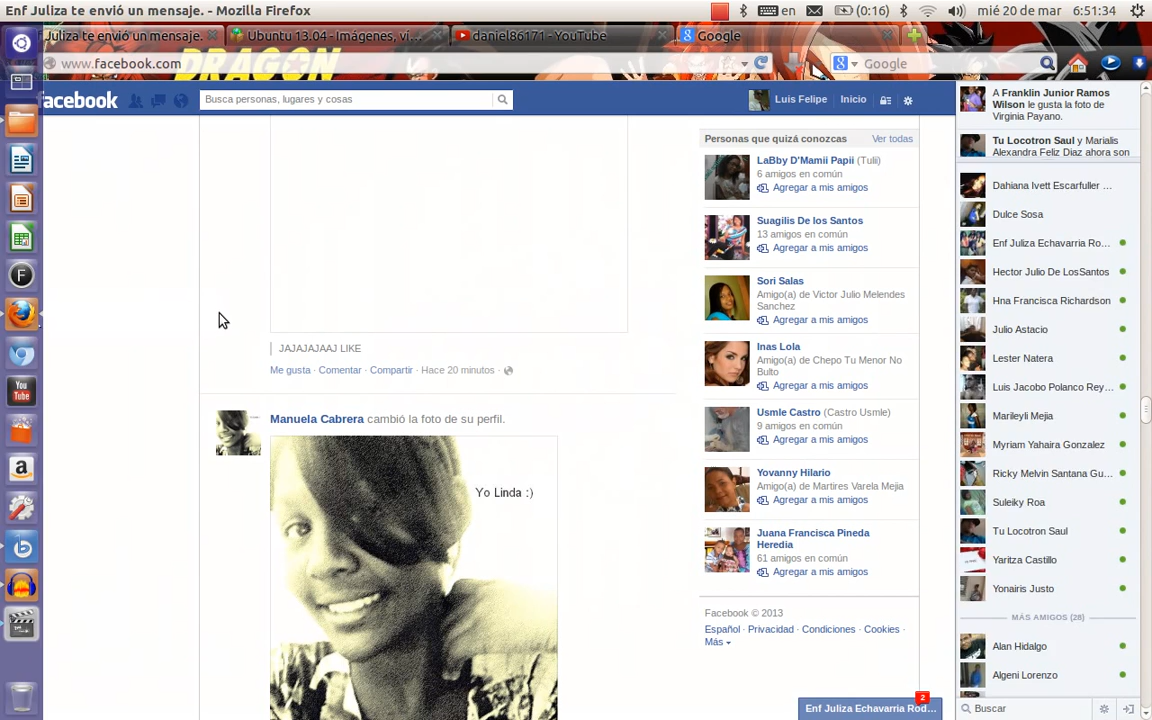 Enf Juliza te envió un mensaje. - Mozilla Firefox
en (0:16) mié 20 de mar 6:51:34
Juliza te envió un mensaje.
Ubuntu 13.04 - Imágenes, ví...
daniel86171 - YouTube
Google
DRAGON
www.facebook.com
Google
facebook
Busca personas, lugares y cosas
Luis Felipe Inicio
JAJAJAJAAJ LIKE
Me gusta · Comentar · Compartir · Hace 20 minutos ·
Manuela Cabrera cambió la foto de su perfil.
Yo Linda :)
Personas que quizá conozcas Ver todas
LaBby D'Mamii Papii (Tulii)
6 amigos en común
Agregar a mis amigos
Suagilis De los Santos
13 amigos en común
Agregar a mis amigos
Sori Salas
Amigo(a) de Victor Julio Melendes
Sanchez
Agregar a mis amigos
Inas Lola
Amigo(a) de Chepo Tu Menor No
Bulto
Agregar a mis amigos
Usmle Castro (Castro Usmle)
9 amigos en común
Agregar a mis amigos
Yovanny Hilario
Amigo(a) de Martires Varela Mejia
Agregar a mis amigos
Juana Francisca Pineda
Heredia
61 amigos en común
Agregar a mis amigos
Facebook © 2013
Español · Privacidad · Condiciones · Cookies ·
Más
A Franklin Junior Ramos
Wilson le gusta la foto de
Virginia Payano.
Tu Locotron Saul y Marialis
Alexandra Feliz Diaz ahora son
Dahiana Ivett Escarfuller ...
Dulce Sosa
Enf Juliza Echavarria Ro...
Hector Julio De LosSantos
Hna Francisca Richardson
Julio Astacio
Lester Natera
Luis Jacobo Polanco Rey...
Marileyli Mejia
Myriam Yahaira Gonzalez
Ricky Melvin Santana Gu...
Suleiky Roa
Tu Locotron Saul
Yaritza Castillo
Yonairis Justo
MÁS AMIGOS (28)
Alan Hidalgo
Algeni Lorenzo
Buscar
Enf Juliza Echavarria Rod...
2
You
Tube